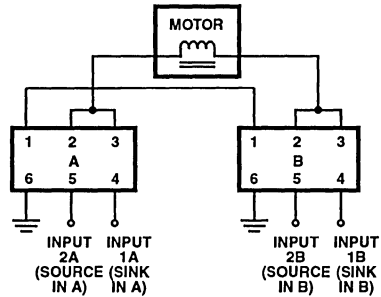 MOTOR
1 2 3
A
6 5 4
1 2 3
B
6 5 4
INPUT
2A
(SOURCE
IN A)
INPUT
1A
(SINK
IN A)
INPUT
2B
(SOURCE
IN B)
INPUT
1B
(SINK
IN B)